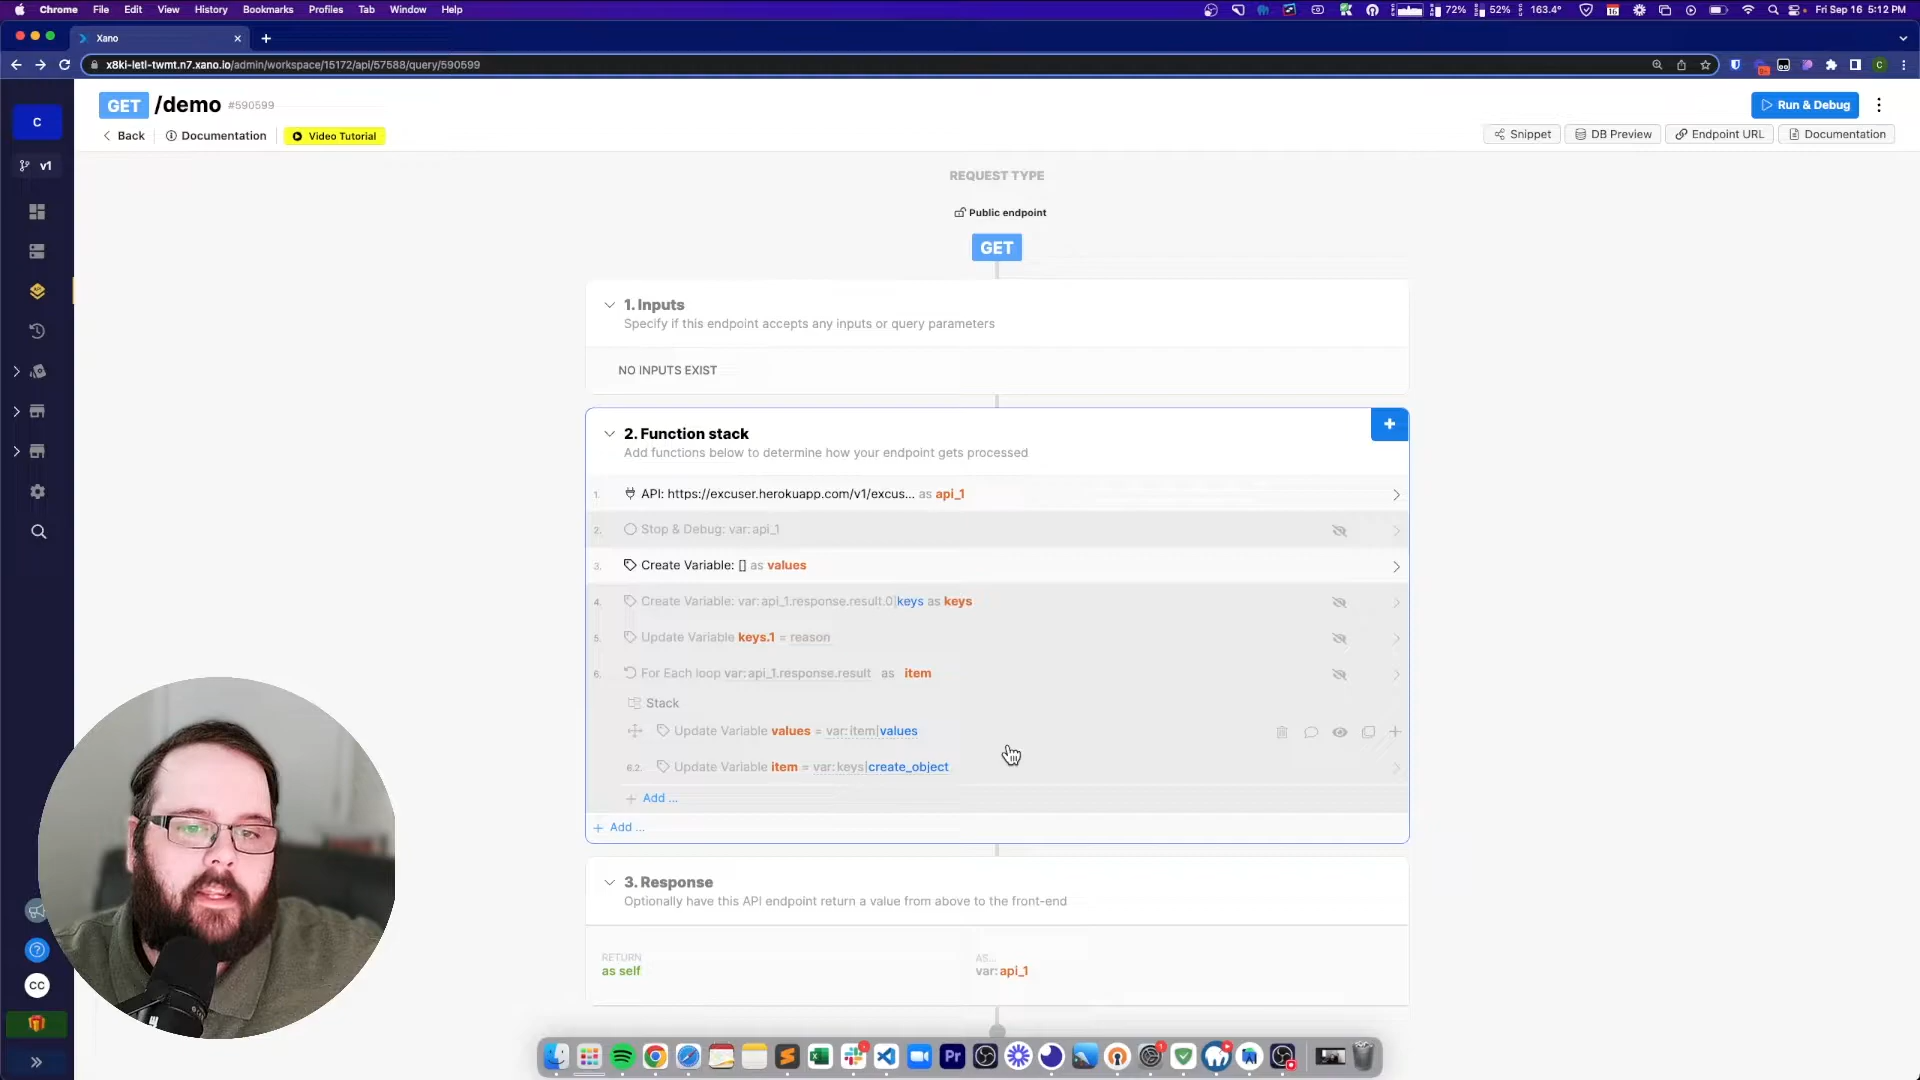 Chrome File Edit View History Bookmarks Profiles Tab Window Help 72% 52% 163.4° Fri Sep 16 5:12 PM
Xano
x8ki-letl-twmt.n7.xano.io/admin/workspace/15172/api/57588/query/590599
C
GET /demo #590599
Run & Debug
Back Documentation Video Tutorial
Snippet DB Preview Endpoint URL Documentation
v1
REQUEST TYPE
Public endpoint
GET
1. Inputs
Specify if this endpoint accepts any inputs or query parameters
NO INPUTS EXIST
2. Function stack
Add functions below to determine how your endpoint gets processed
1. API: https://excuser.herokuapp.com/v1/excus... as api_1
2. Stop & Debug: var: api_1
3. Create Variable: [] as values
4. Create Variable: var: api_1.response.result.0|keys as keys
5. Update Variable keys.1 = reason
6. For Each loop var: api_1.response.result as item
Stack
Update Variable values = var: item|values
6.2. Update Variable item = var: keys|create_object
+ Add ...
+ Add ...
3. Response
Optionally have this API endpoint return a value from above to the front-end
RETURN
as self
AS...
var: api_1
CC
Pr